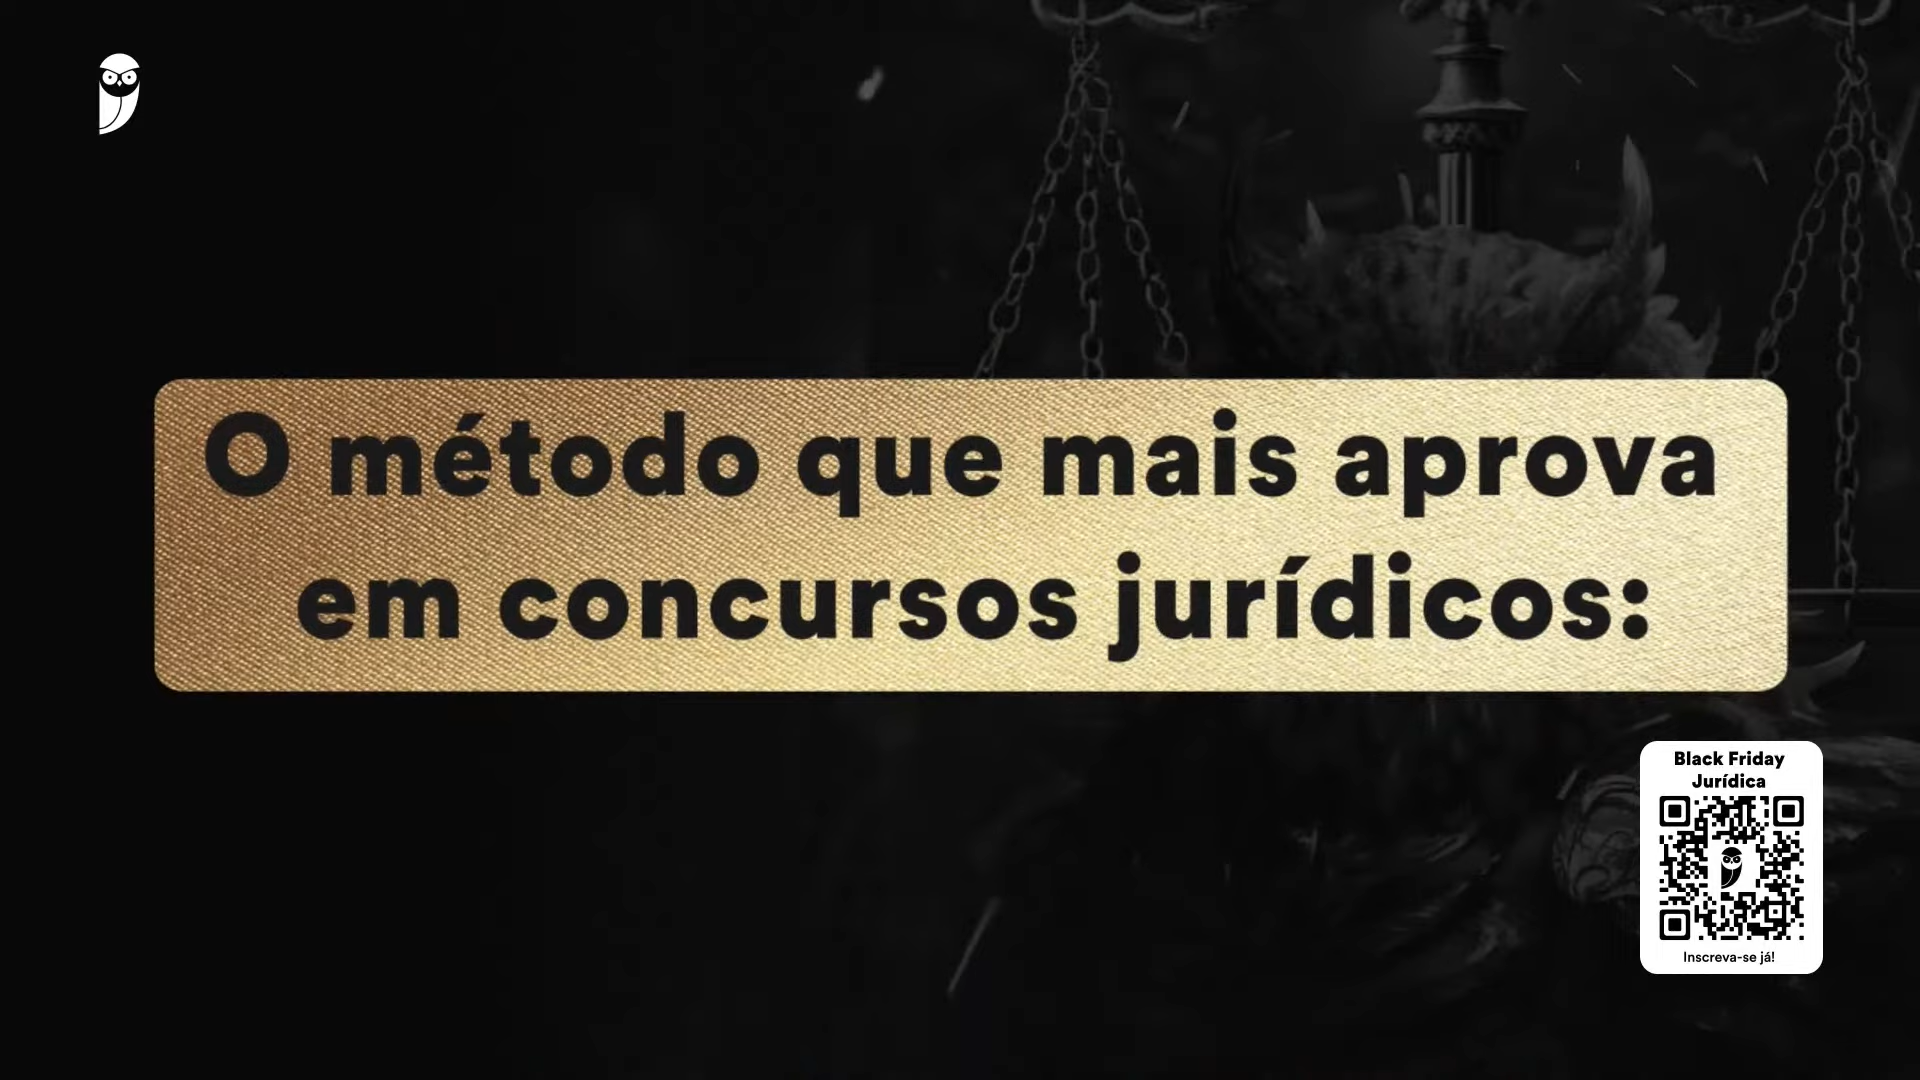 O método que mais aprova
em concursos jurídicos:
Black Friday
Jurídica
Inscreva-se já!